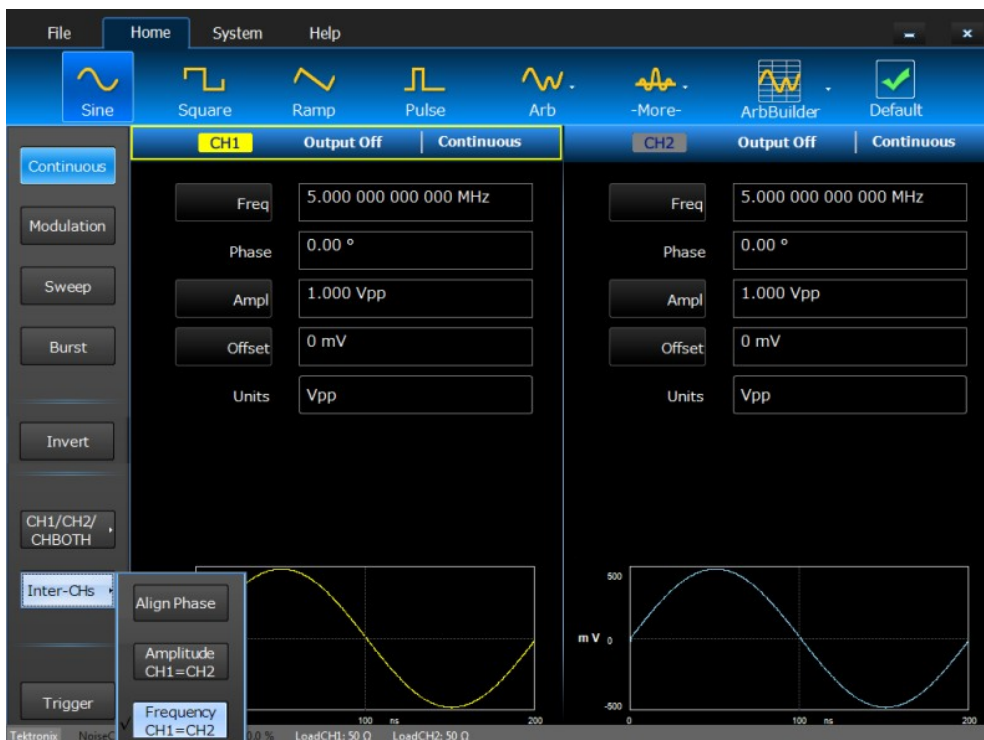 File Home System Help
Sine Square Ramp Pulse Arb -More- ArbBuilder Default
CH1 Output Off Continuous CH2 Output Off Continuous
Continuous
Modulation
Sweep
Burst
Invert
CH1/CH2/
CHBOTH
Inter-CHs
Trigger
Freq 5.000 000 000 000 MHz
Phase 0.00 °
Ampl 1.000 Vpp
Offset 0 mV
Units Vpp
Freq 5.000 000 000 000 MHz
Phase 0.00 °
Ampl 1.000 Vpp
Offset 0 mV
Units Vpp
Align Phase
Amplitude
CH1=CH2
Frequency
CH1=CH2
100 ns 200
500
mV 0
-500
0 100 ns 200
Tektronix 0.0 % LoadCH1: 50 Ω LoadCH2: 50 Ω